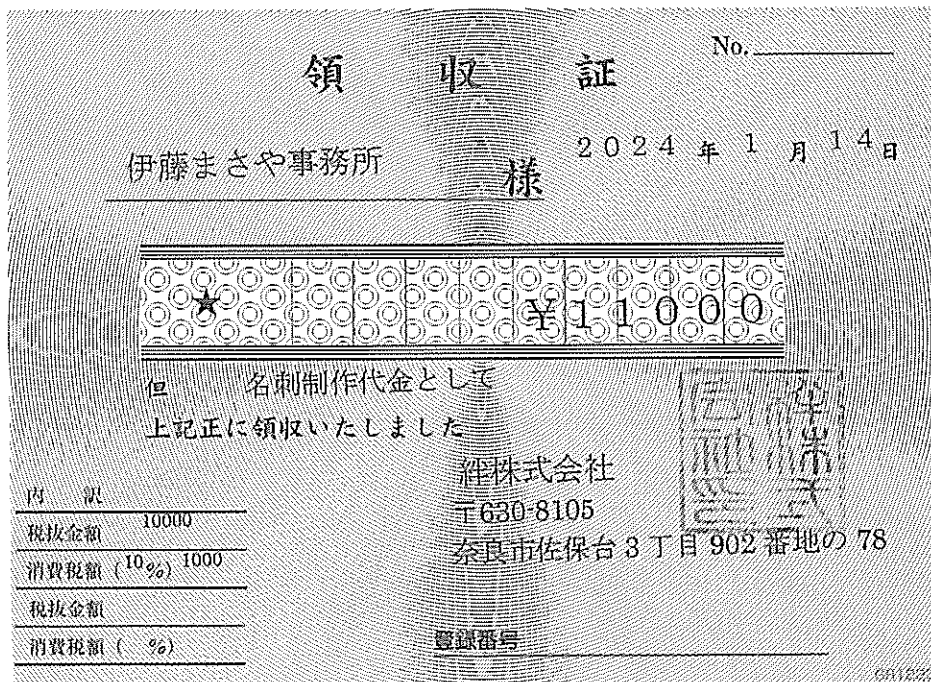 No.
領収証
2024年1月14日
伊藤まさや事務所 様
★ ¥11000
但 名刺制作代金として
上記正に領収いたしました
絆株式会社
〒630-8105
奈良市佐保台3丁目902番地の78
内訳
税抜金額 10000
消費税額(10%) 1000
税抜金額
消費税額( %)
登録番号